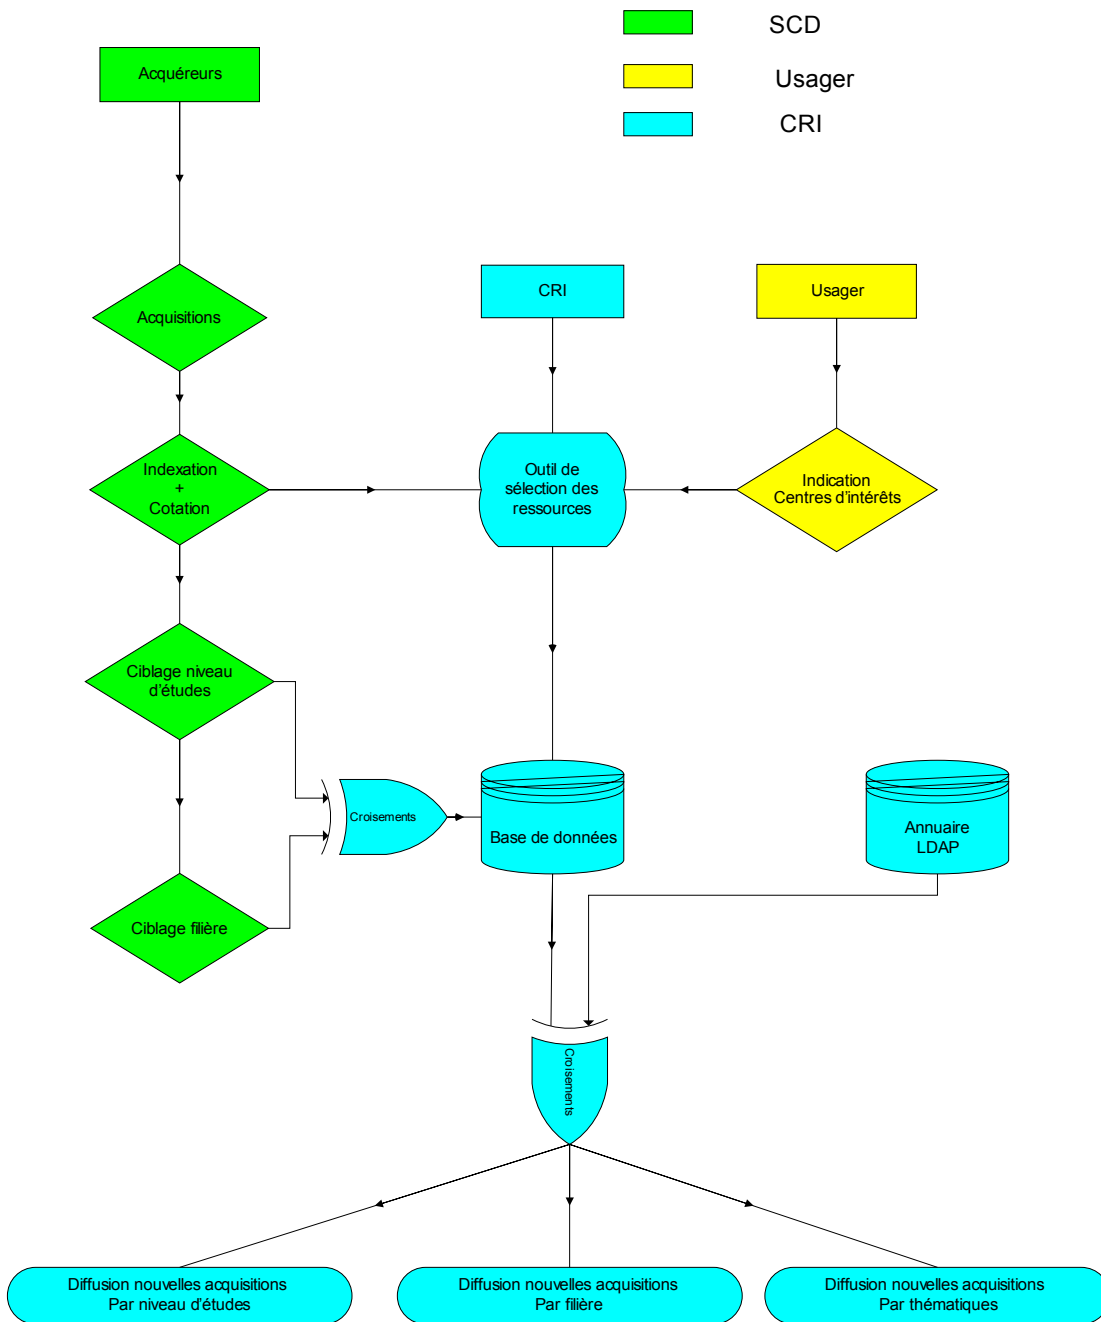 SCD
Acquéreurs
Usager
CRI
CRI
Usager
Acquisitions
Indexation
+
Cotation
Outil de
sélection des
ressources
Indication
Centres d'intérêts
Ciblage niveau
d'études
Croisements
Base de données
Annuaire
LDAP
Ciblage filière
Croisements
Diffusion nouvelles acquisitions
Par niveau d'études
Diffusion nouvelles acquisitions
Par filière
Diffusion nouvelles acquisitions
Par thématiques